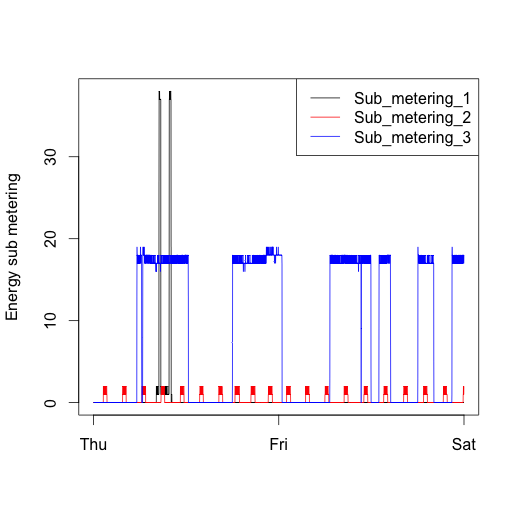 Sub_metering_1
Sub_metering_2
Sub_metering_3
Energy sub metering
30
20
10
0
Thu Fri Sat